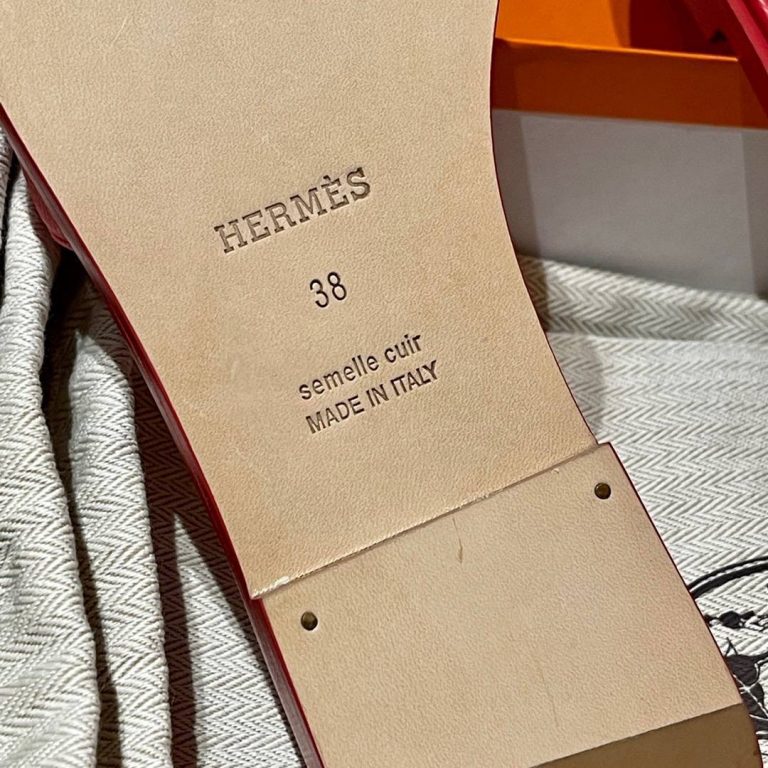 HERMÈS
38
semelle cuir
MADE IN ITALY